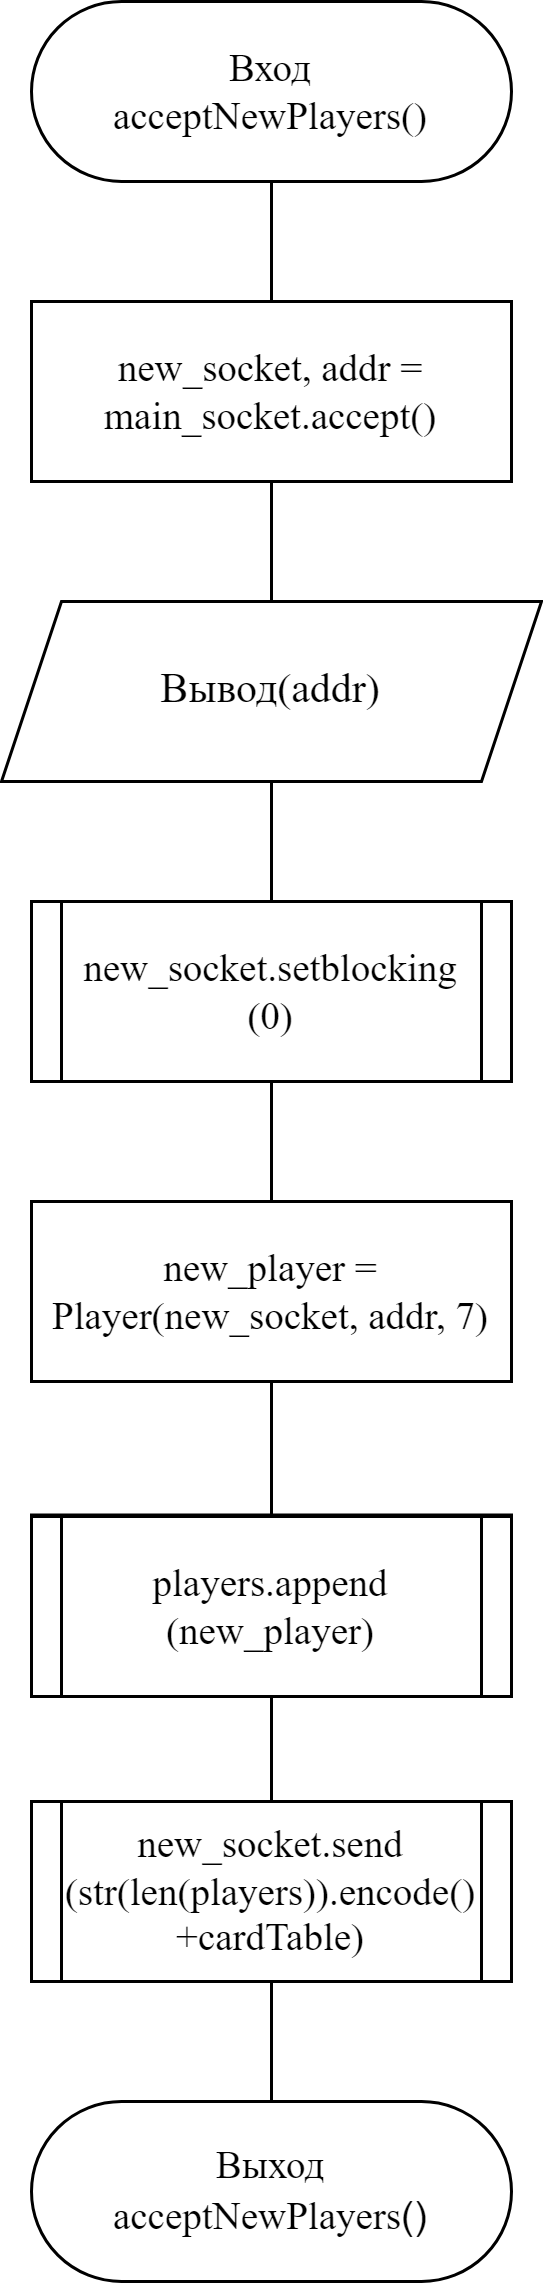 Вход
acceptNewPlayers()
new_socket, addr =
main_socket.accept()
Вывод(addr)
new_socket.setblocking
(0)
new_player =
Player(new_socket, addr, 7)
players.append
(new_player)
new_socket.send
(str(len(players)).encode()
+cardTable)
Выход
acceptNewPlayers()